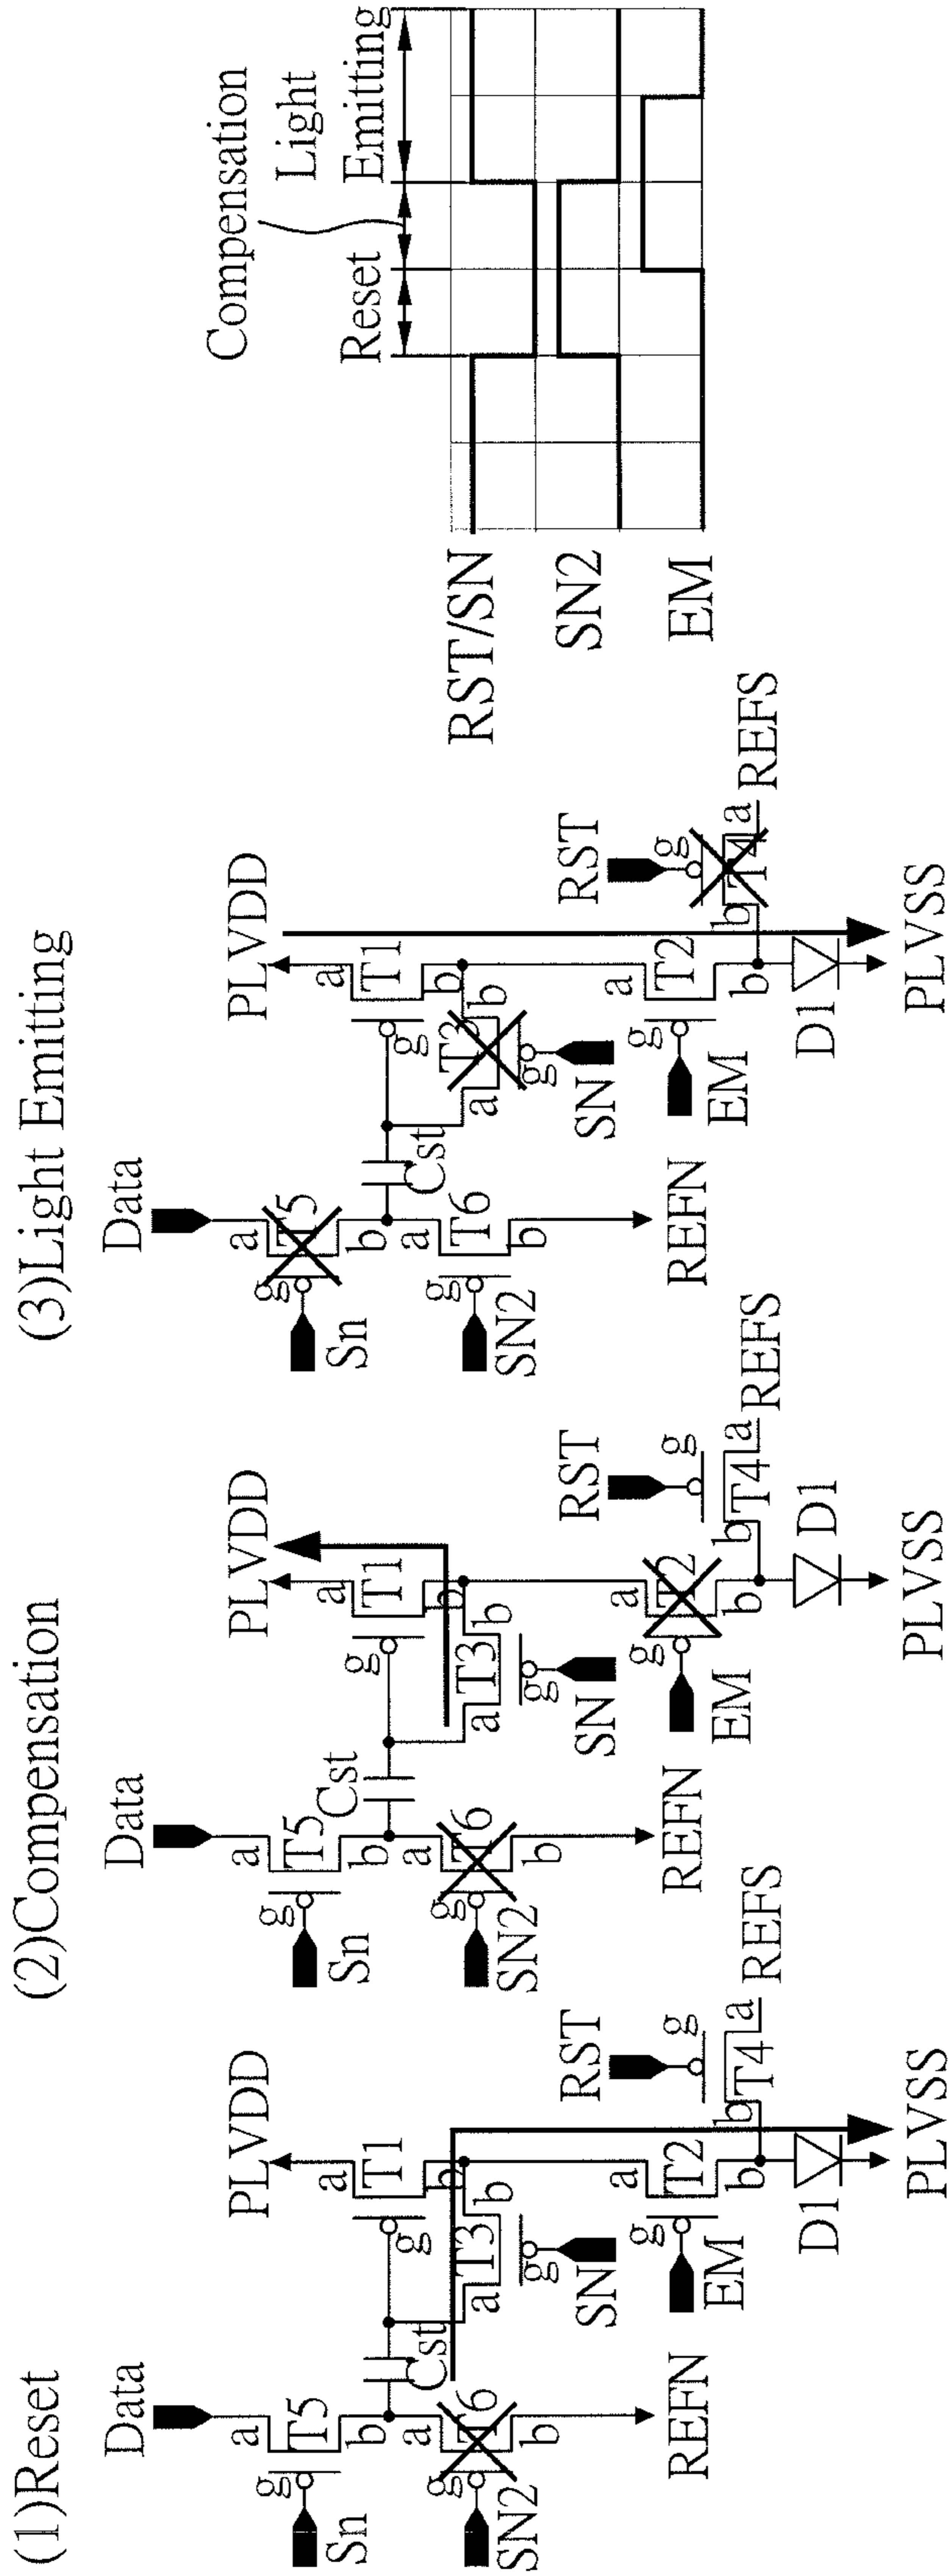 (1)Reset
Data
PLVDD
a
T5
g
b
Sn
a
T1
g
b
Cst
a
T6
g
b
SN2
REFN
a
T3
b
g
SN
a
T2
g
b
EM
RST
g
b
T4
a
REFS
D1
PLVSS
(2)Compensation
Data
PLVDD
a
T5
g
b
Sn
a
T1
g
b
Cst
a
T6
g
b
SN2
REFN
a
T3
b
g
SN
a
T2
g
b
EM
RST
g
b
T4
a
REFS
D1
PLVSS
(3)Light Emitting
Data
PLVDD
a
T5
g
b
Sn
a
T1
g
b
Cst
a
T6
g
b
SN2
REFN
a
T3
b
g
SN
a
T2
g
b
EM
RST
g
b
T4
a
REFS
D1
PLVSS
Compensation
Reset
Light
Emitting
RST/SN
SN2
EM